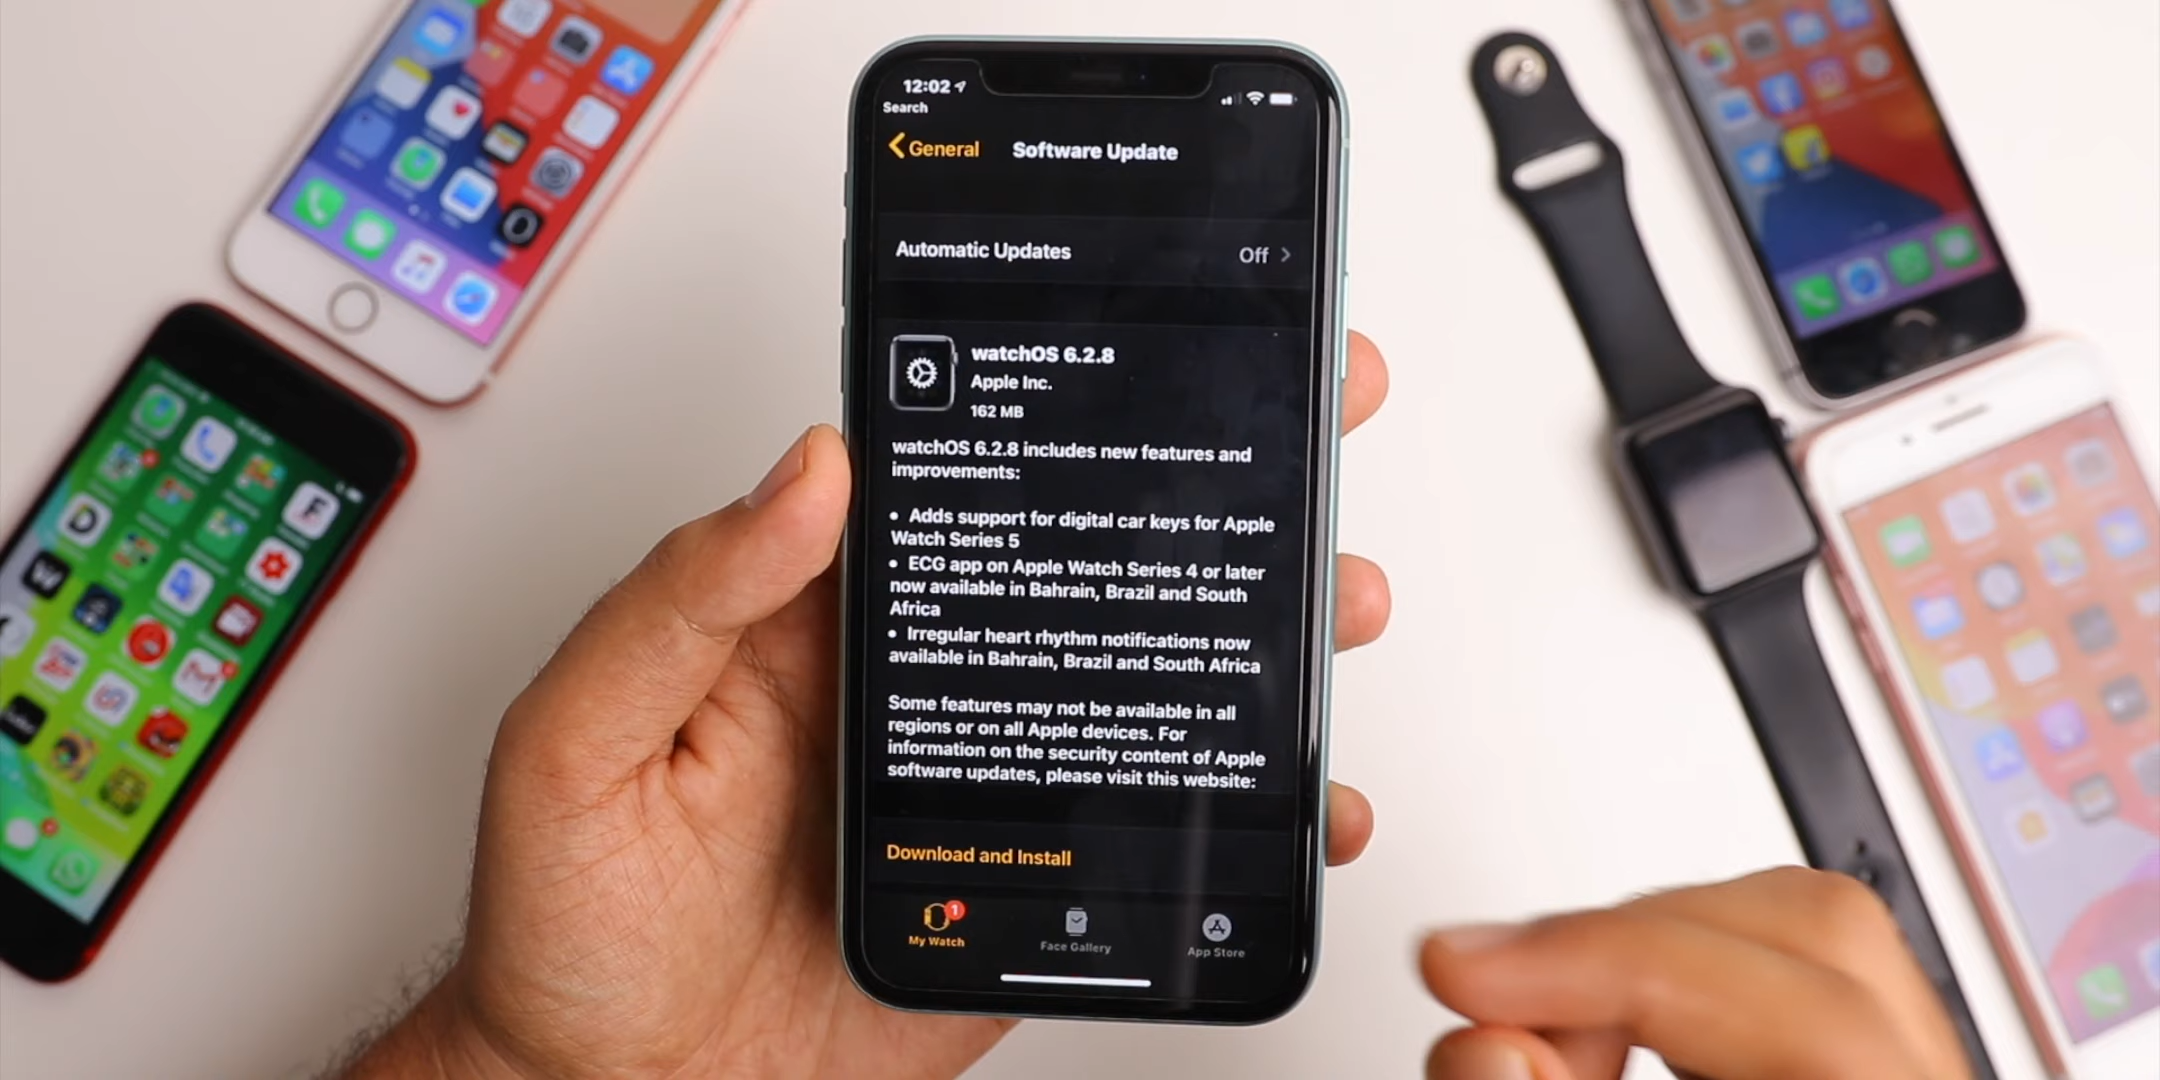 12:02
Search
General
Software Update
Automatic Updates
Off
watchOS 6.2.8
Apple Inc.
162 MB
watchOS 6.2.8 includes new features and
improvements:
• Adds support for digital car keys for Apple
Watch Series 5
• ECG app on Apple Watch Series 4 or later
now available in Bahrain, Brazil and South
Africa
• Irregular heart rhythm notifications now
available in Bahrain, Brazil and South Africa
Some features may not be available in all
regions or on all Apple devices. For
information on the security content of Apple
software updates, please visit this website:
Download and Install
1
My Watch
Face Gallery
App Store